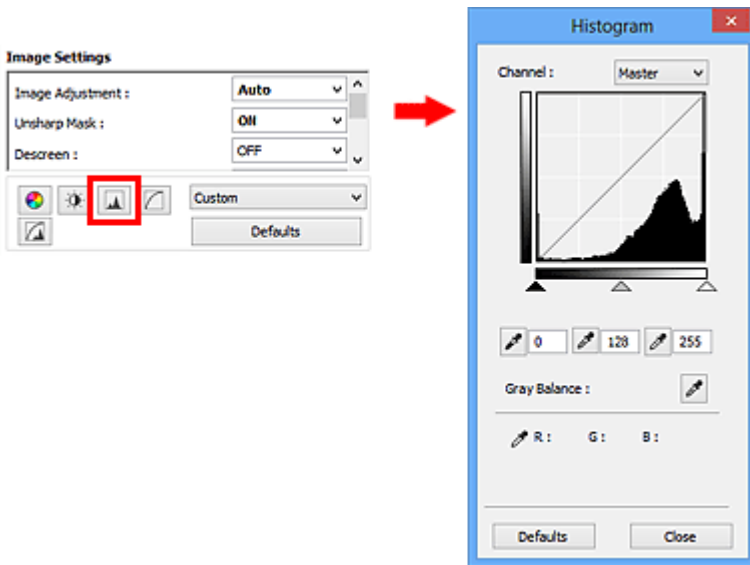 Image Settings
Image Adjustment : Auto
Unsharp Mask : ON
Descreen : OFF
Custom
Defaults
Histogram
Channel : Master
0 128 255
Gray Balance :
R : G : B :
Defaults Close